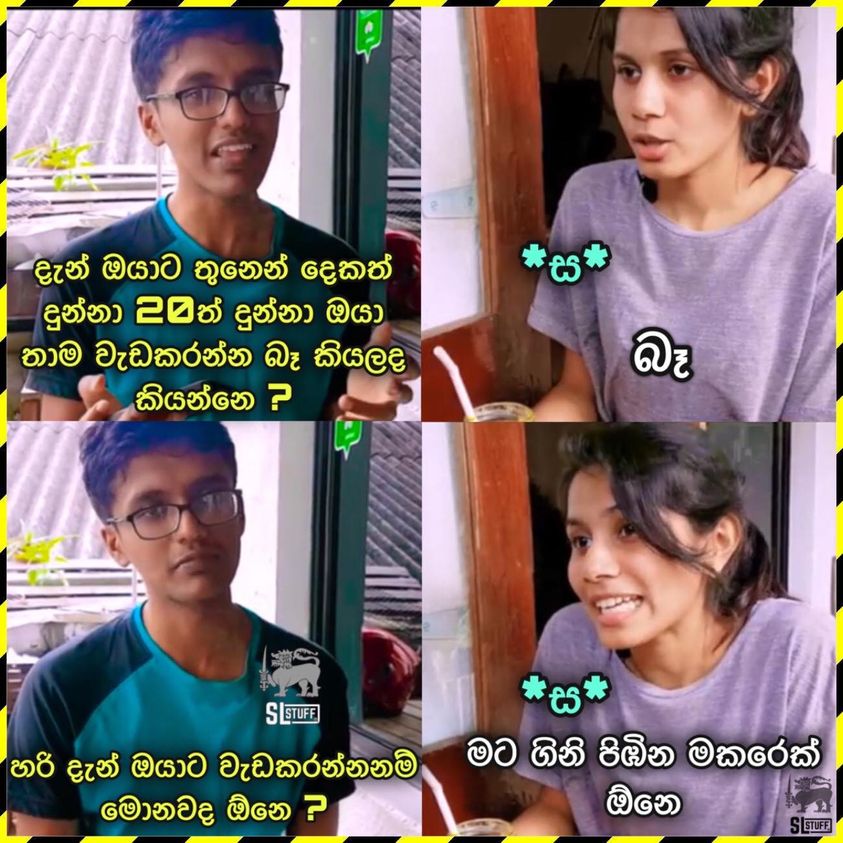 දැන් ඔයාට තුනෙන් දෙකත්
දුන්නා 20ත් දුන්නා ඔයා
තාම වැඩකරන්න බෑ කියලද
කියන්නෙ ?
*ස*
බෑ
හරි දැන් ඔයාට වැඩකරන්නනම්
මොනවද ඕනෙ ?
SL STUFF
*ස*
මට ගිනි පිඹින මකරෙක්
ඕනෙ
SL STUFF